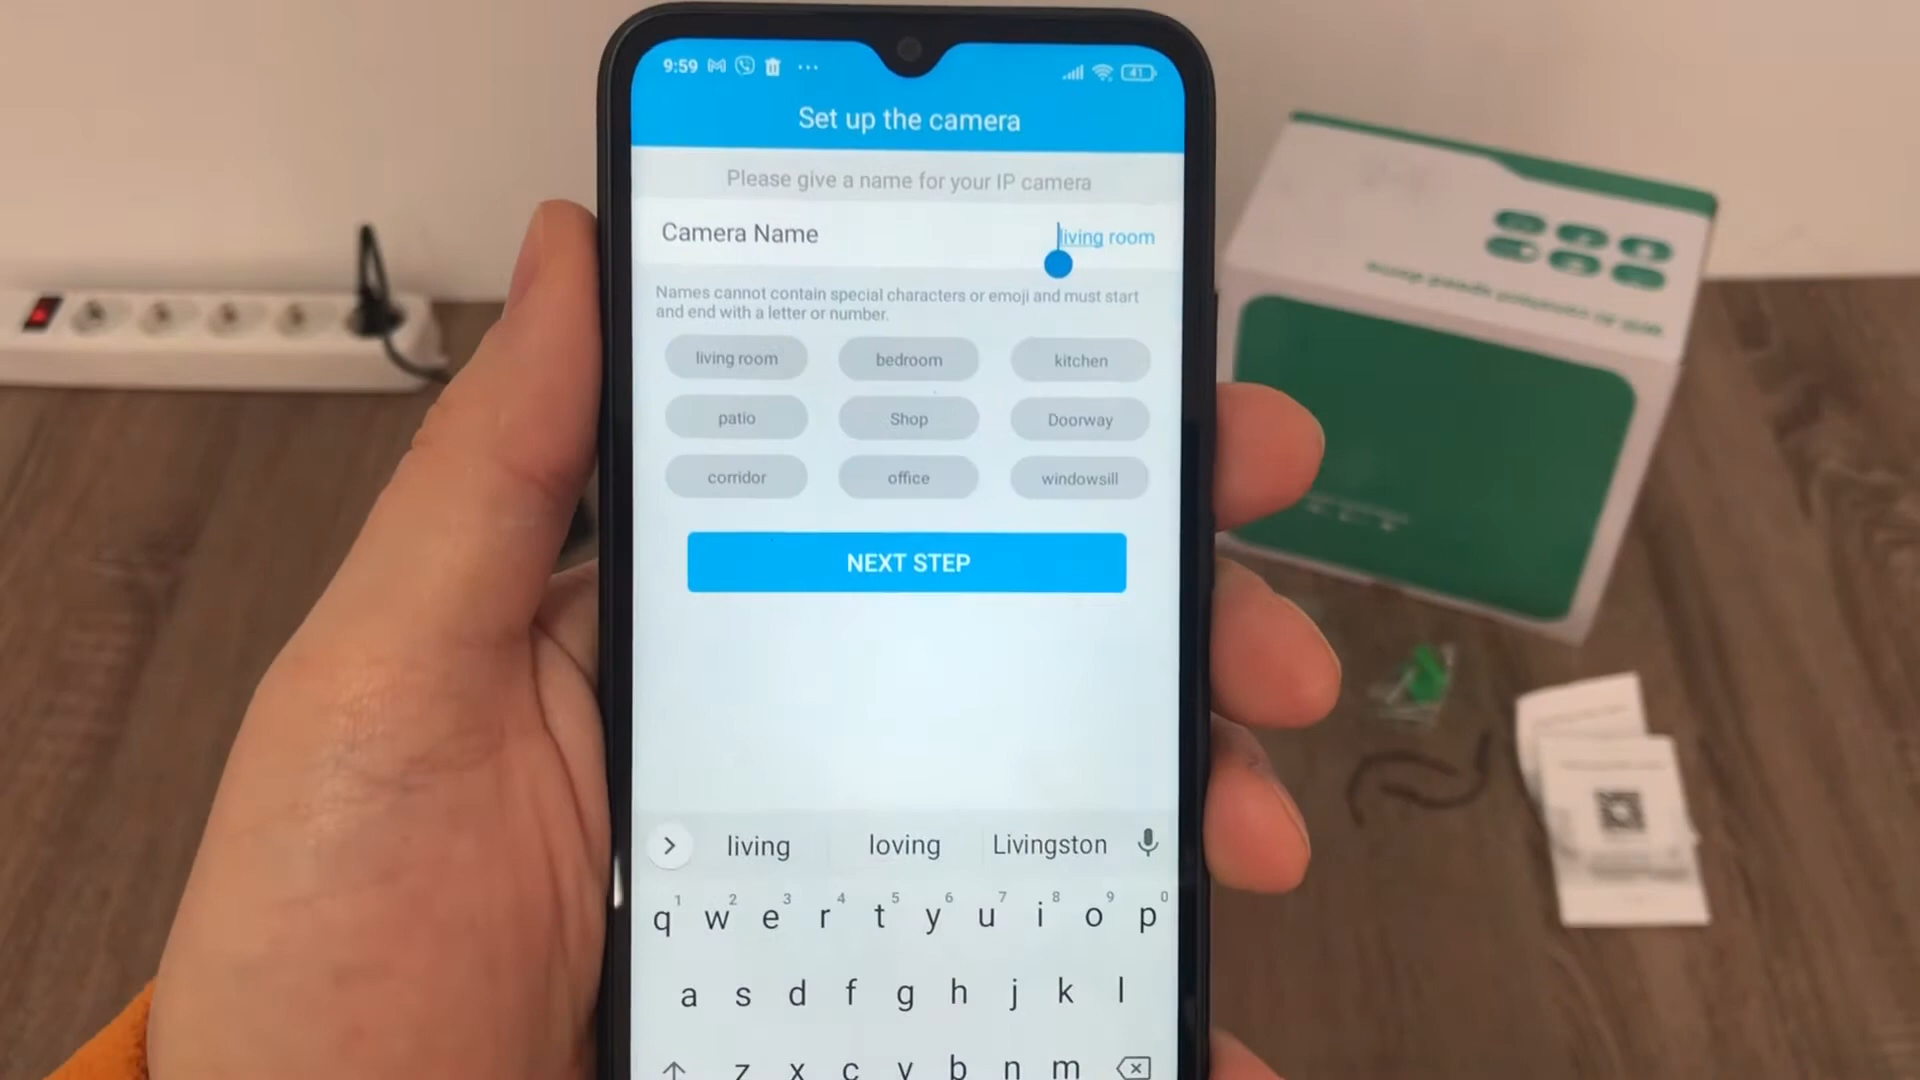 9:59
41
Set up the camera
Please give a name for your IP camera
Camera Name
living room
Names cannot contain special characters or emoji and must start
and end with a letter or number.
living room bedroom kitchen
patio Shop Doorway
corridor office windowsill
NEXT STEP
living loving Livingston
1 2 3 4 5 6 7 8 9 0
q w e r t y u i o p
a s d f g h j k l
z x c v b n m